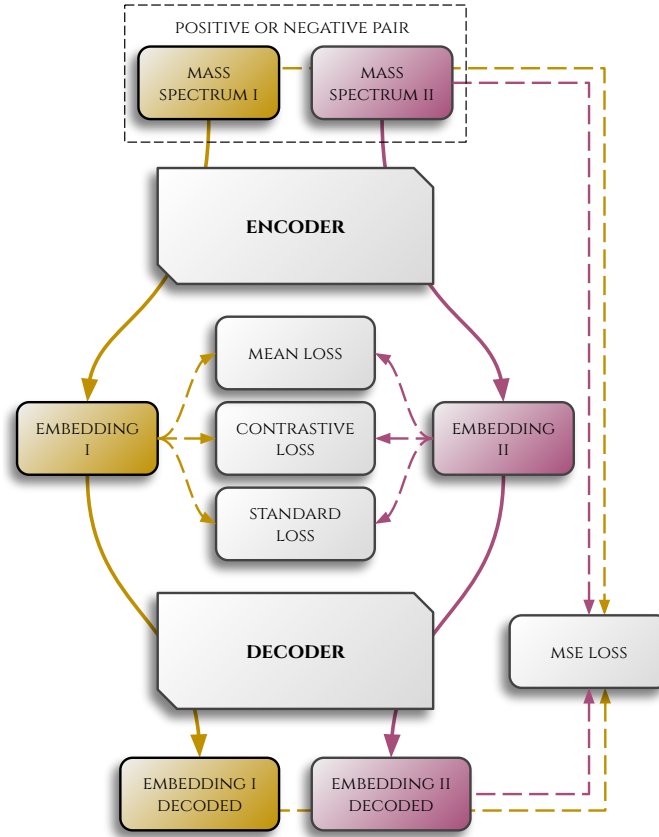 POSITIVE OR NEGATIVE PAIR
MASS
SPECTRUM I
MASS
SPECTRUM II
ENCODER
MEAN LOSS
EMBEDDING
I
CONTRASTIVE
LOSS
EMBEDDING
II
STANDARD
LOSS
DECODER
MSE LOSS
EMBEDDING I
DECODED
EMBEDDING II
DECODED